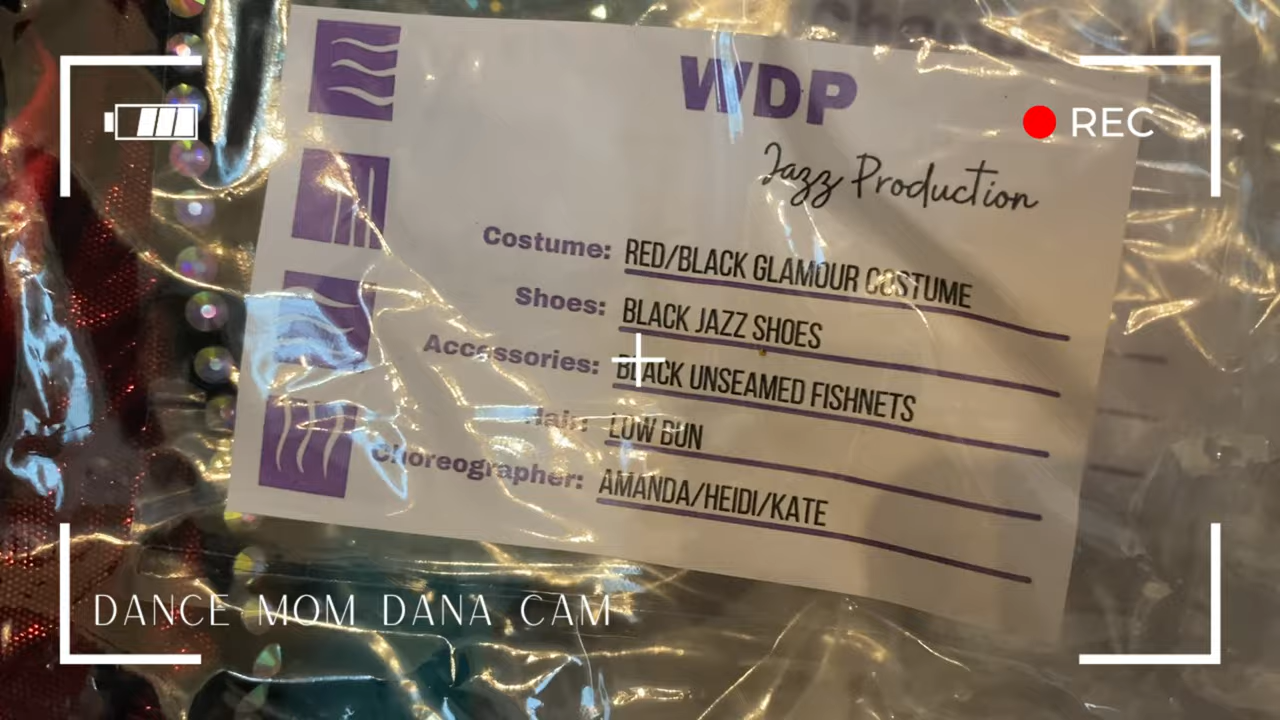 WDP
REC
Jazz Production
Costume: RED/BLACK GLAMOUR COSTUME
Shoes: BLACK JAZZ SHOES
Accessories: BLACK UNSEAMED FISHNETS
Hair: LOW BUN
Choreographer: AMANDA/HEIDI/KATE
DANCE MOM DANA CAM